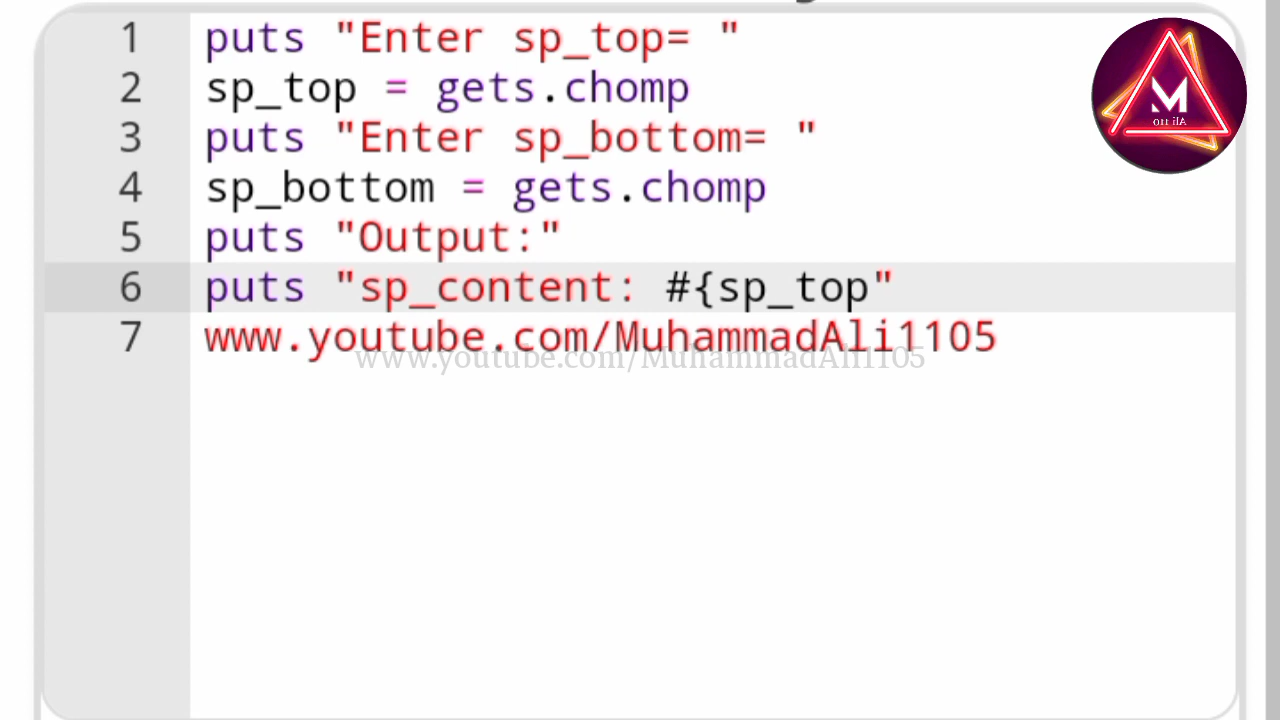 1 puts "Enter sp_top= "
2 sp_top = gets.chomp
3 puts "Enter sp_bottom= "
4 sp_bottom = gets.chomp
5 puts "Output:"
6 puts "sp_content: #{sp_top"
7 www.youtube.com/MuhammadAli1105
www.youtube.com/MuhammadAli1105
M